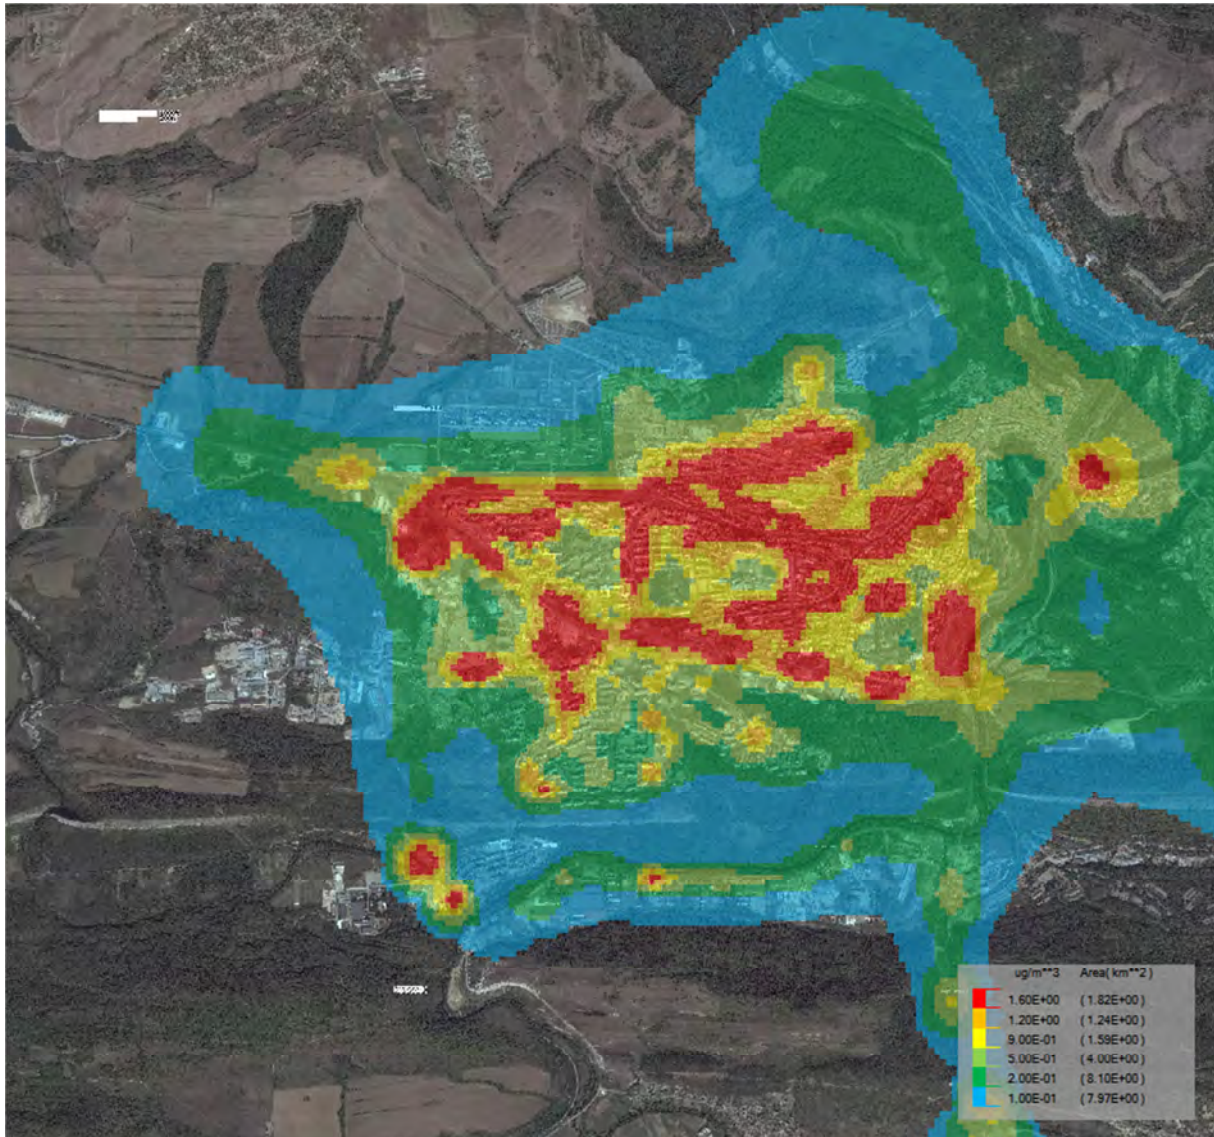 ug/m**3 Area( km**2 )
1.60E+00 ( 1.82E+00 )
1.20E+00 ( 1.24E+00 )
9.00E-01 ( 1.59E+00 )
5.00E-01 ( 4.00E+00 )
2.00E-01 ( 8.10E+00 )
1.00E-01 ( 7.97E+00 )